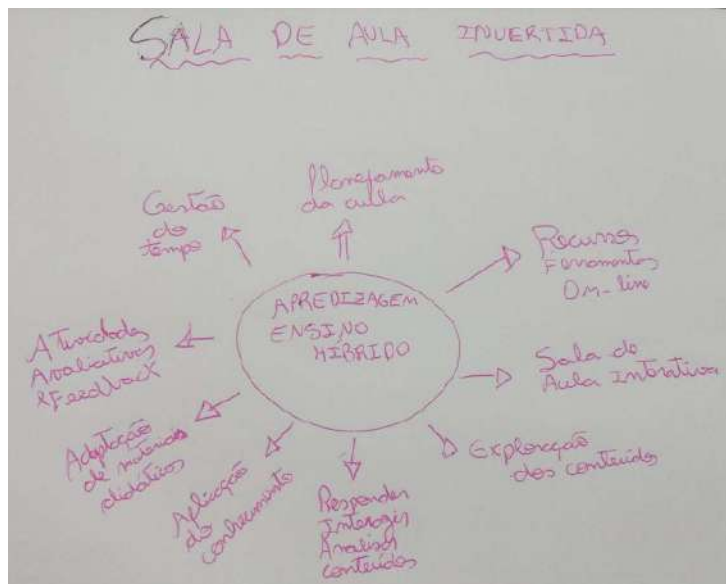 SALA DE AULA INVERTIDA
Planejamento
da aula
Gestão
do
tempo
Recursos
Ferramentas
On-line
APREDIZAGEM
ENSINO
HÍBRIDO
Atividades
Avaliativas
&Feedback
Sala de
Aula Interativa
Adaptação
de materiais
didáticos
Aplicação
do
conhecimento
Responder
Interagir
Analisar
conteúdos
Exploração
dos conteúdos